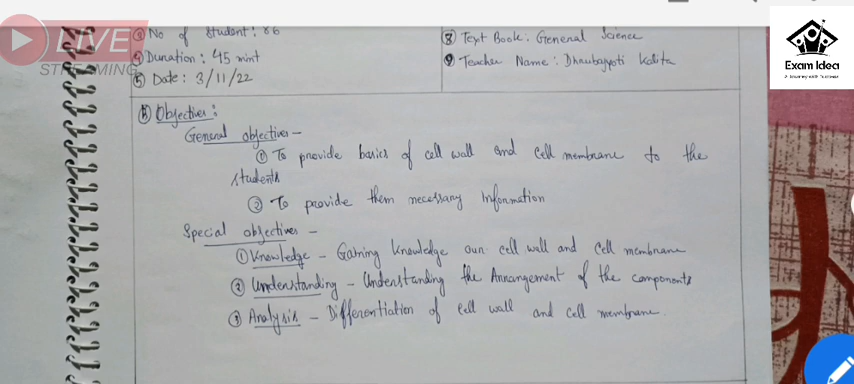 ③ No of Student: 86
⑧ Text Book: General Science
④ Duration: 45 mint
⑨ Teacher Name: Dhrubajyoti Kalita
⑤ Date: 3/11/22
LIVE
STREAMING
Exam Idea
A Journey with Success
Ⓑ Objectives:
General objectives –
① To provide basics of cell wall and cell membrane to the
students
② To provide them necessary Information
Special objectives –
① Knowledge – Gaining Knowledge our cell wall and cell membrane
② Understanding – Understanding the Arrangement of the components
③ Analysis – Differentiation of cell wall and cell membrane.